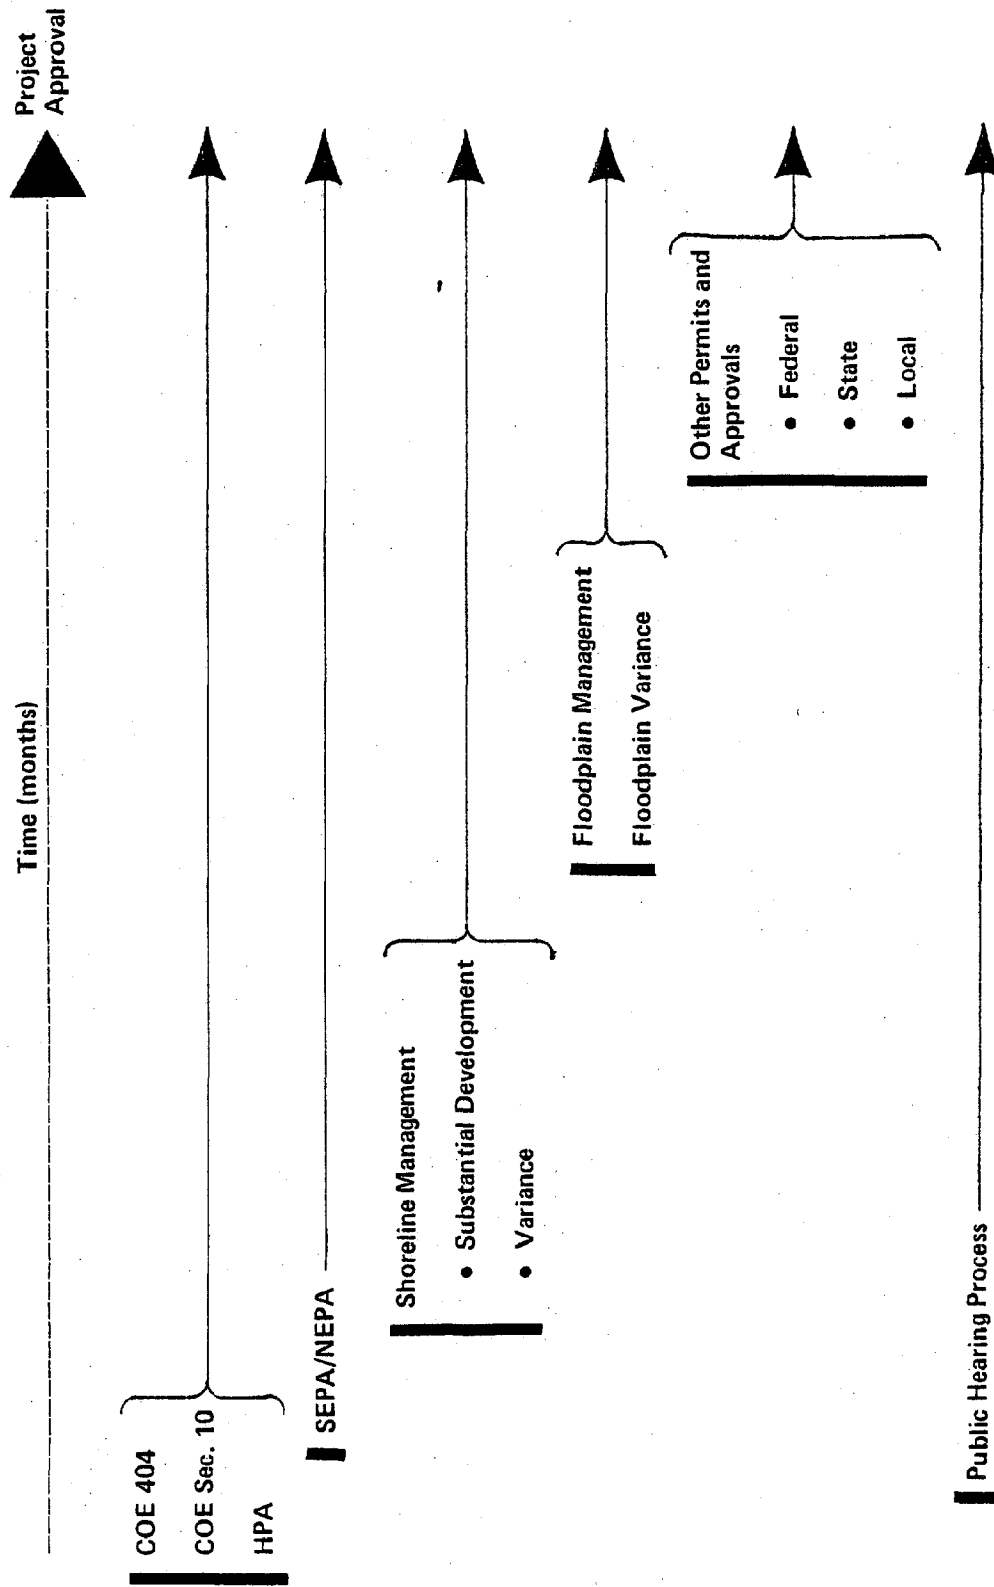 Time (months)
Project
Approval
COE 404
COE Sec. 10
HPA
SEPA/NEPA
Shoreline Management
• Substantial Development
• Variance
Floodplain Management
Floodplain Variance
Other Permits and
Approvals
• Federal
• State
• Local
Public Hearing Process